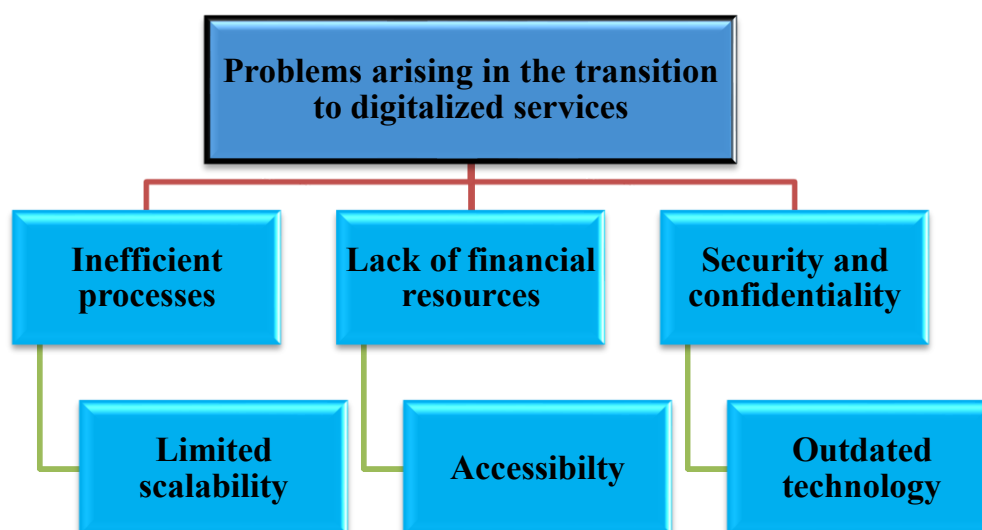 Problems arising in the transition
to digitalized services
Inefficient
processes
Lack of financial
resources
Security and
confidentiality
Limited
scalability
Accessibilty
Outdated
technology